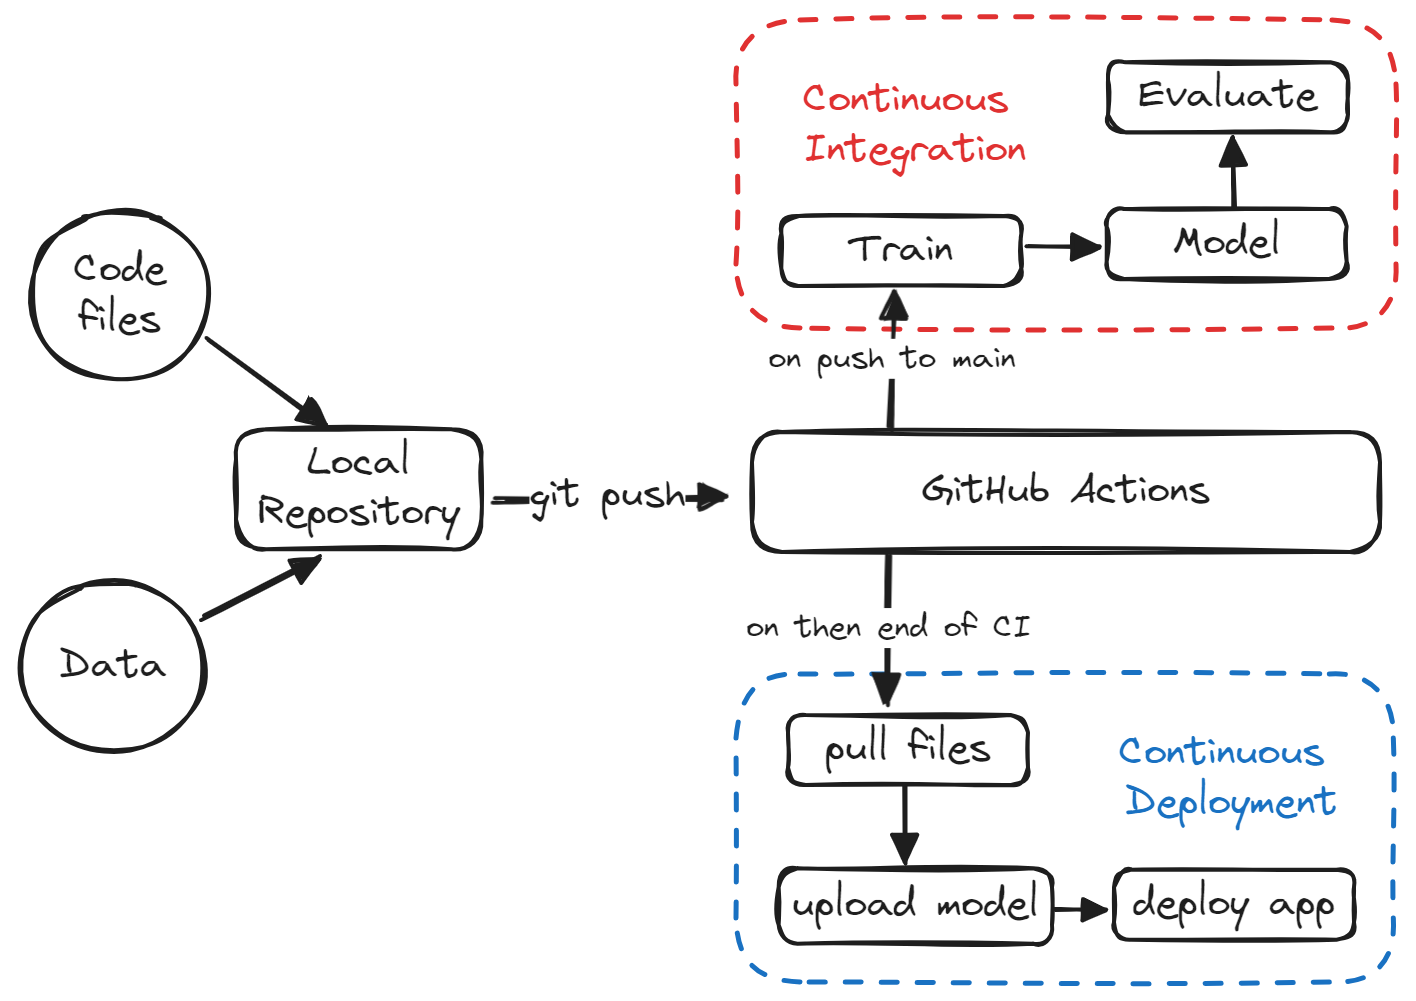 Continuous
Integration
Evaluate
Train
Model
Code
files
on push to main
Local
Repository
git push
GitHub Actions
on then end of CI
Data
pull files
Continuous
Deployment
upload model
deploy app